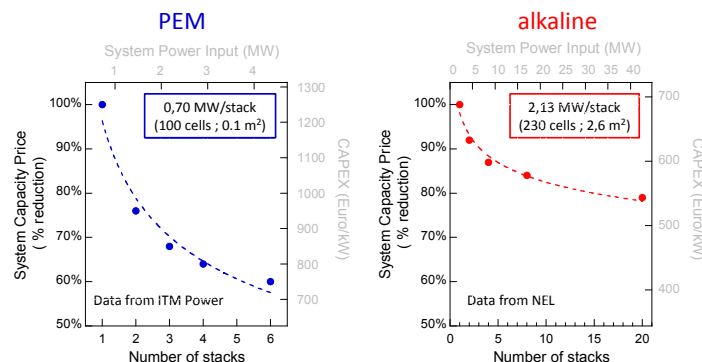 PEM
System Power Input (MW)
1 2 3 4
100%
90%
80%
70%
60%
50%
System Capacity Price
( % reduction)
0,70 MW/stack
(100 cells ; 0.1 m²)
Data from ITM Power
1300
1200
1100
1000
900
800
700
CAPEX (Euro/kW)
1 2 3 4 5 6
Number of stacks
alkaline
System Power Input (MW)
0 5 10 15 20 25 30 35 40
100%
90%
80%
70%
60%
50%
System Capacity Price
( % reduction)
2,13 MW/stack
(230 cells ; 2,6 m²)
Data from NEL
700
600
500
400
CAPEX (Euro/kW)
0 5 10 15 20
Number of stacks